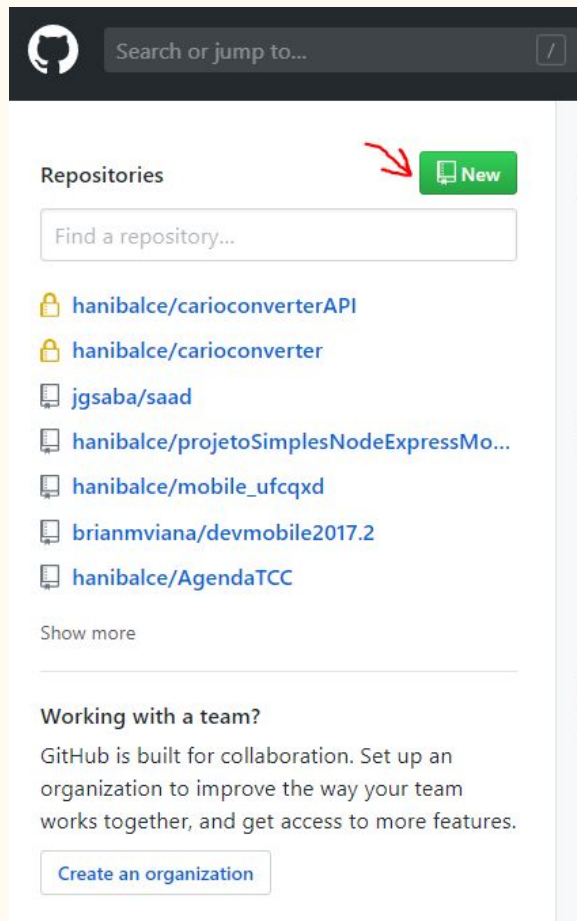 Search or jump to...
/
Repositories
New
Find a repository...
hanibalce/carioconverterAPI
hanibalce/carioconverter
jgsaba/saad
hanibalce/projetoSimplesNodeExpressMo...
hanibalce/mobile_ufcqxd
brianmviana/devmobile2017.2
hanibalce/AgendaTCC
Show more
Working with a team?
GitHub is built for collaboration. Set up an
organization to improve the way your team
works together, and get access to more features.
Create an organization